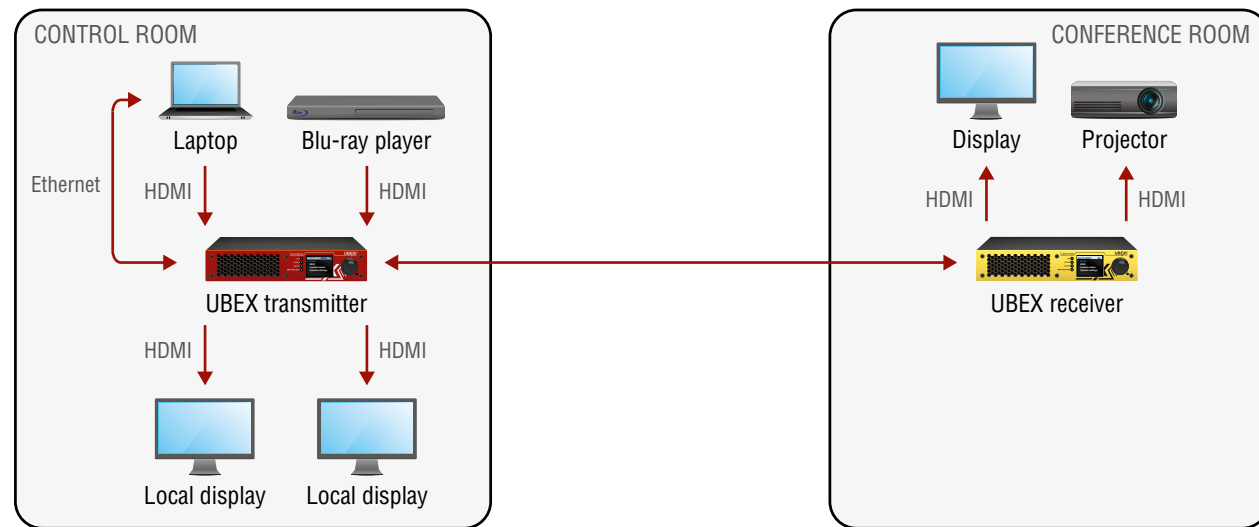 CONTROL ROOM
CONFERENCE ROOM
Laptop
Blu-ray player
Display
Projector
Ethernet
HDMI
HDMI
HDMI
HDMI
UBEX
UBEX transmitter
UBEX receiver
HDMI
HDMI
Local display
Local display